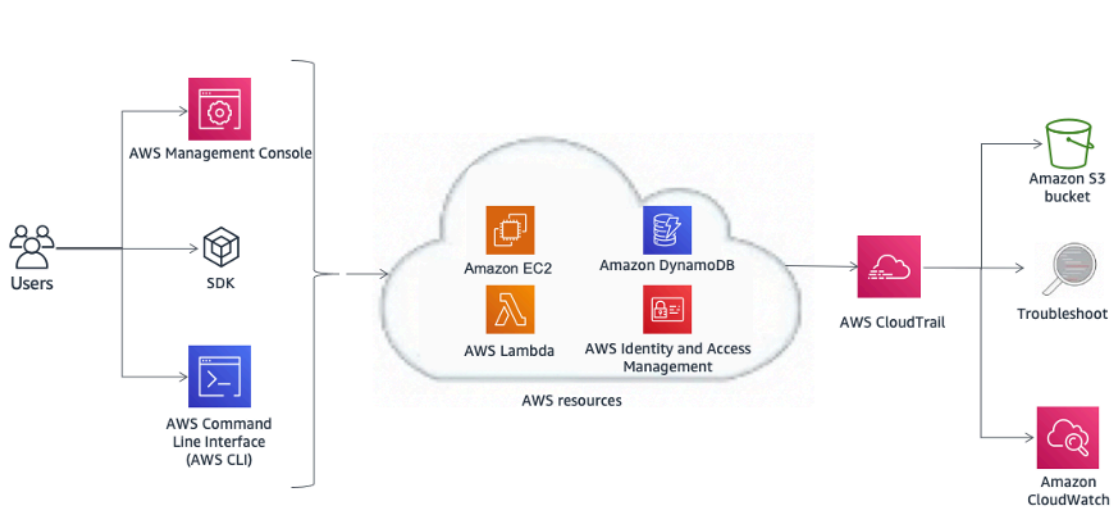 AWS Management Console
Users
SDK
AWS Command
Line Interface
(AWS CLI)
Amazon EC2
Amazon DynamoDB
AWS Lambda
AWS Identity and Access
Management
AWS resources
AWS CloudTrail
Amazon S3
bucket
Troubleshoot
Amazon
CloudWatch